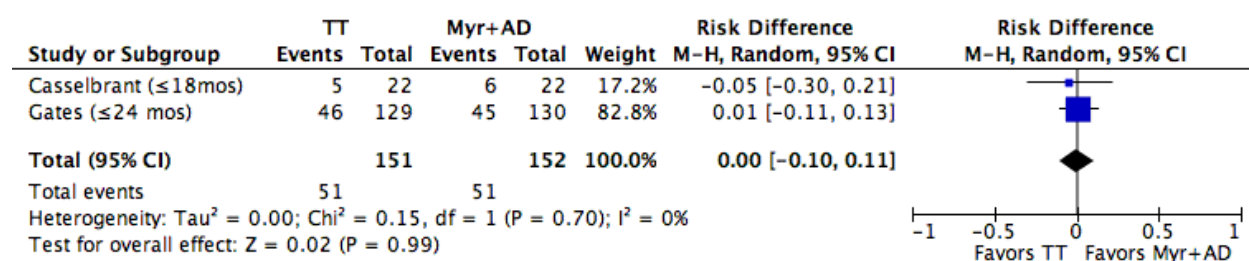 TT Myr+AD Risk Difference Risk Difference
Study or Subgroup Events Total Events Total Weight M-H, Random, 95% CI M-H, Random, 95% CI
Casselbrant (≤18mos) 5 22 6 22 17.2% -0.05 [-0.30, 0.21]
Gates (≤24 mos) 46 129 45 130 82.8% 0.01 [-0.11, 0.13]
Total (95% CI) 151 152 100.0% 0.00 [-0.10, 0.11]
Total events 51 51
Heterogeneity: Tau² = 0.00; Chi² = 0.15, df = 1 (P = 0.70); I² = 0%
Test for overall effect: Z = 0.02 (P = 0.99)
-1 -0.5 0 0.5 1
Favors TT Favors Myr+AD